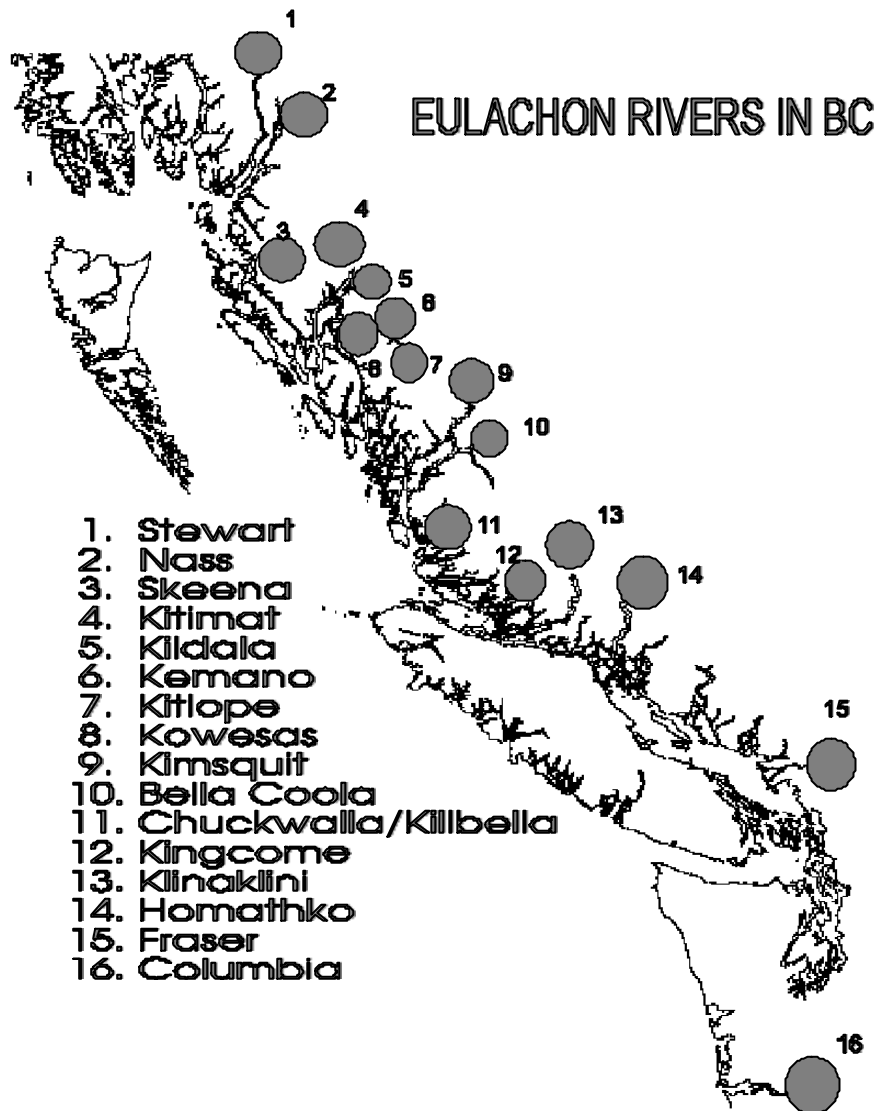 1
2
EULACHON RIVERS IN BC
4
3
5
6
8
7
9
10
11
13
12
14
15
16
1. Stewart
2. Nass
3. Skeena
4. Kitimat
5. Kildala
6. Kemano
7. Kitlope
8. Kowesas
9. Kimsquit
10. Bella Coola
11. Chuckwalla/Killbella
12. Kingcome
13. Klinaklini
14. Homathko
15. Fraser
16. Columbia